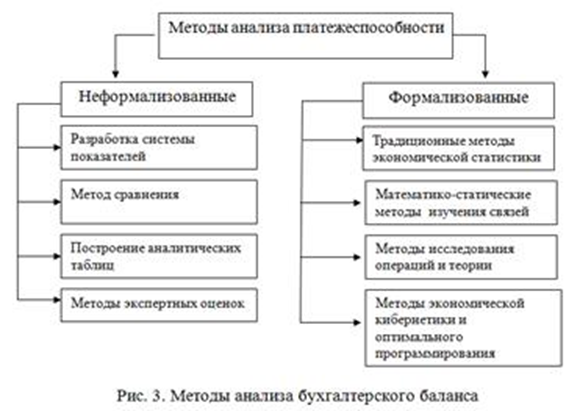 Методы анализа платежеспособности
Неформализованные
Разработка системы
показателей
Метод сравнения
Построение аналитических
таблиц
Методы экспертных оценок
Формализованные
Традиционные методы
экономической статистики
Математико-статические
методы изучения связей
Методы исследования
операций и теории
Методы экономической
кибернетики и
оптимального
программирования
Рис. 3. Методы анализа бухгалтерского баланса